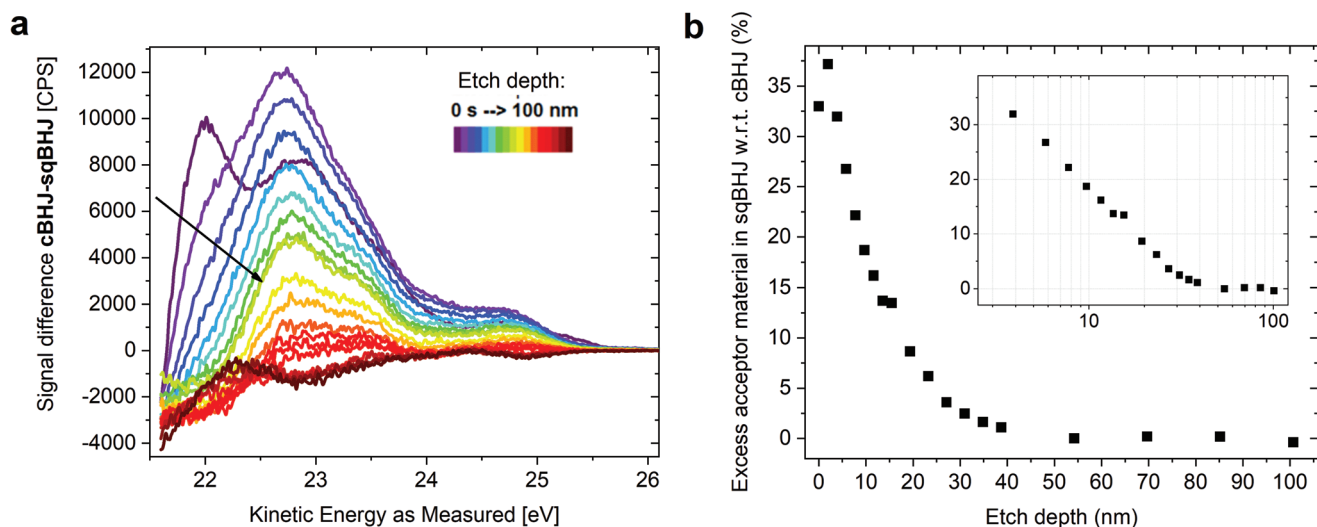 a
Signal difference cBHJ-sqBHJ [CPS]
12000
10000
8000
6000
4000
2000
0
-2000
-4000
Etch depth:
0 s --> 100 nm
22 23 24 25 26
Kinetic Energy as Measured [eV]
b
Excess acceptor material in sqBHJ w.r.t. cBHJ (%)
35
30
25
20
15
10
5
0
30
20
10
0
10 100
0 10 20 30 40 50 60 70 80 90 100
Etch depth (nm)